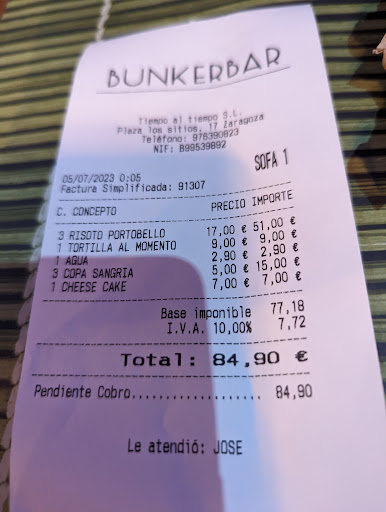 BUNKERBAR
Tiempo al tiempo S.L.
Plaza los sitios, 17 Zaragoza
Teléfono: 976390823
NIF: B99539892
SOFA 1
05/07/2023 0:05
Factura Simplificada: 91307
C. CONCEPTO PRECIO IMPORTE
3 RISOTO PORTOBELLO 17,00 € 51,00 €
1 TORTILLA AL MOMENTO 9,00 € 9,00 €
1 AGUA 2,90 € 2,90 €
3 COPA SANGRIA 5,00 € 15,00 €
1 CHEESE CAKE 7,00 € 7,00 €
Base imponible 77,18
I.V.A. 10,00% 7,72
Total: 84,90 €
Pendiente Cobro................... 84,90
Le atendió: JOSE